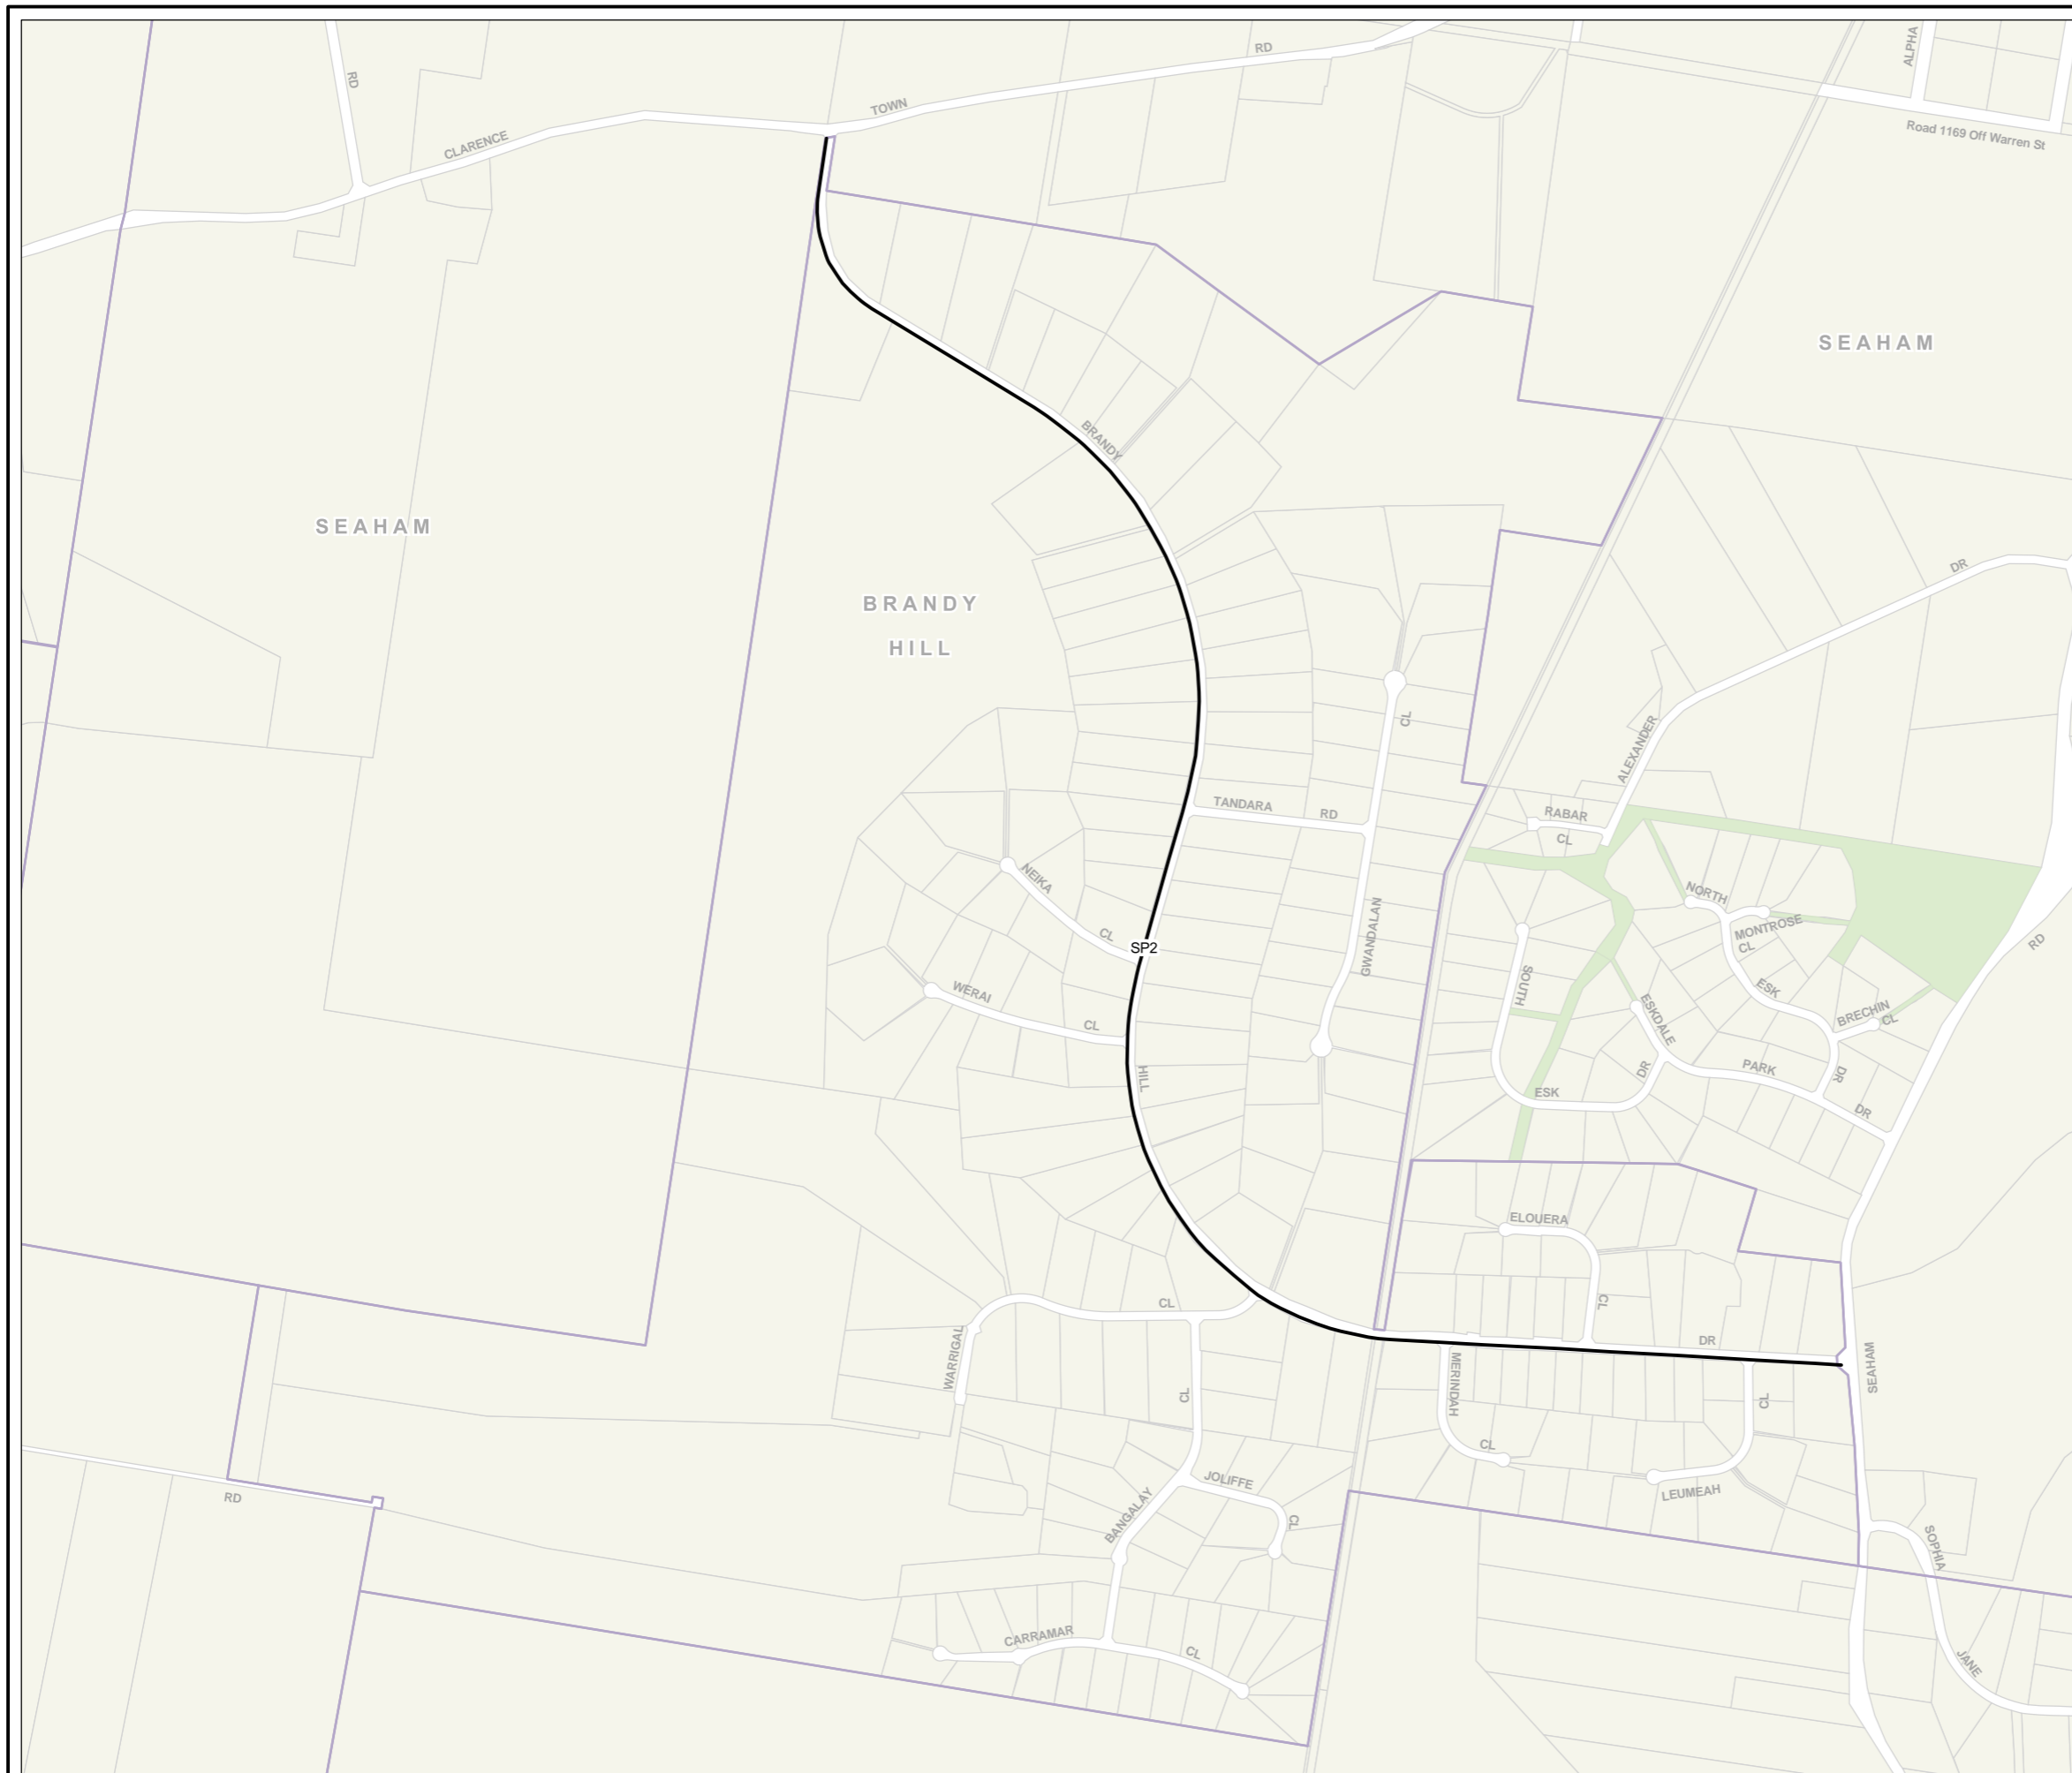 RD
ALPHA
RD
TOWN
CLARENCE
Road 1169 Off Warren St
SEAHAM
BRANDY
SEAHAM
DR
BRANDY
HILL
CL
ALEXANDER
TANDARA
RD
RABAR
CL
NEIKA
NORTH
CL
MONTROSE
CL
GWANDALAN
RD
SP2
SOUTH
ESK
WERAI
CL
ESKDALE
BRECHIN
CL
HILL
DR
PARK
DR
ESK
DR
ELOUERA
CL
CL
DR
WARRIGAL
MERINDAH
SEAHAM
CL
CL
CL
JOLIFFE
LEUMEAH
RD
BANGALAY
CL
SOPHIA
CARRAMAR
CL
JANE